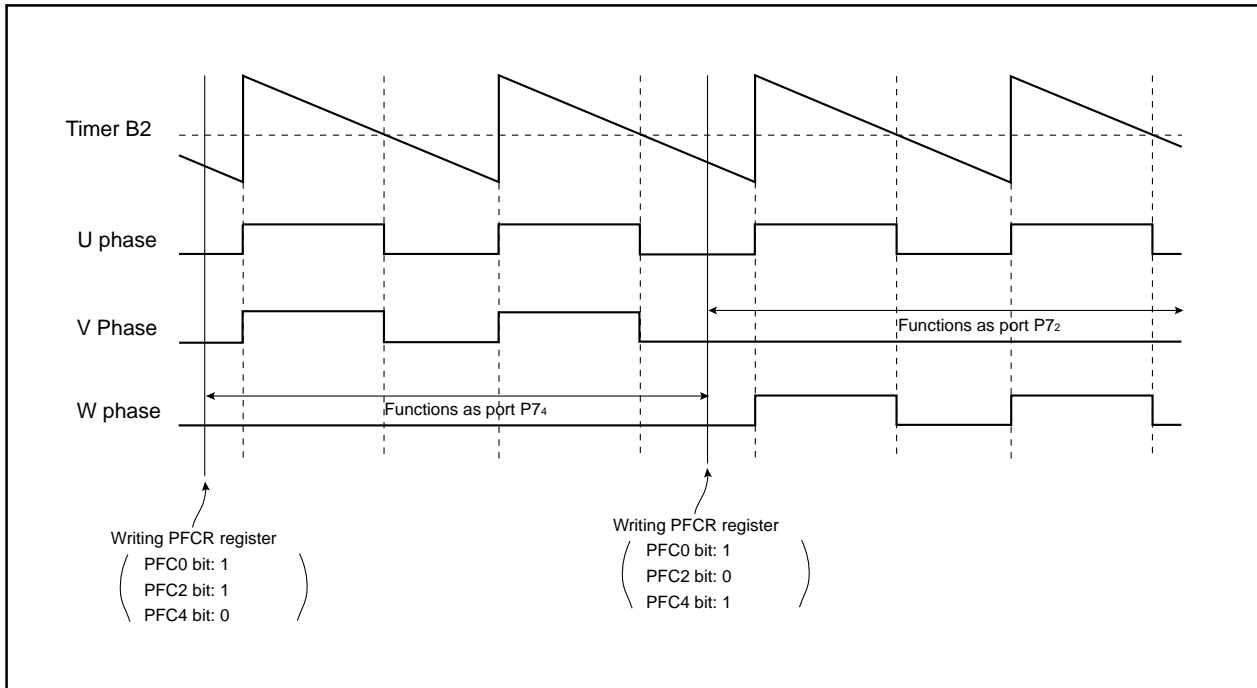 Timer B2
U phase
V Phase
Functions as port P72
W phase
Functions as port P74
Writing PFCR register
PFC0 bit: 1
PFC2 bit: 1
PFC4 bit: 0
Writing PFCR register
PFC0 bit: 1
PFC2 bit: 0
PFC4 bit: 1